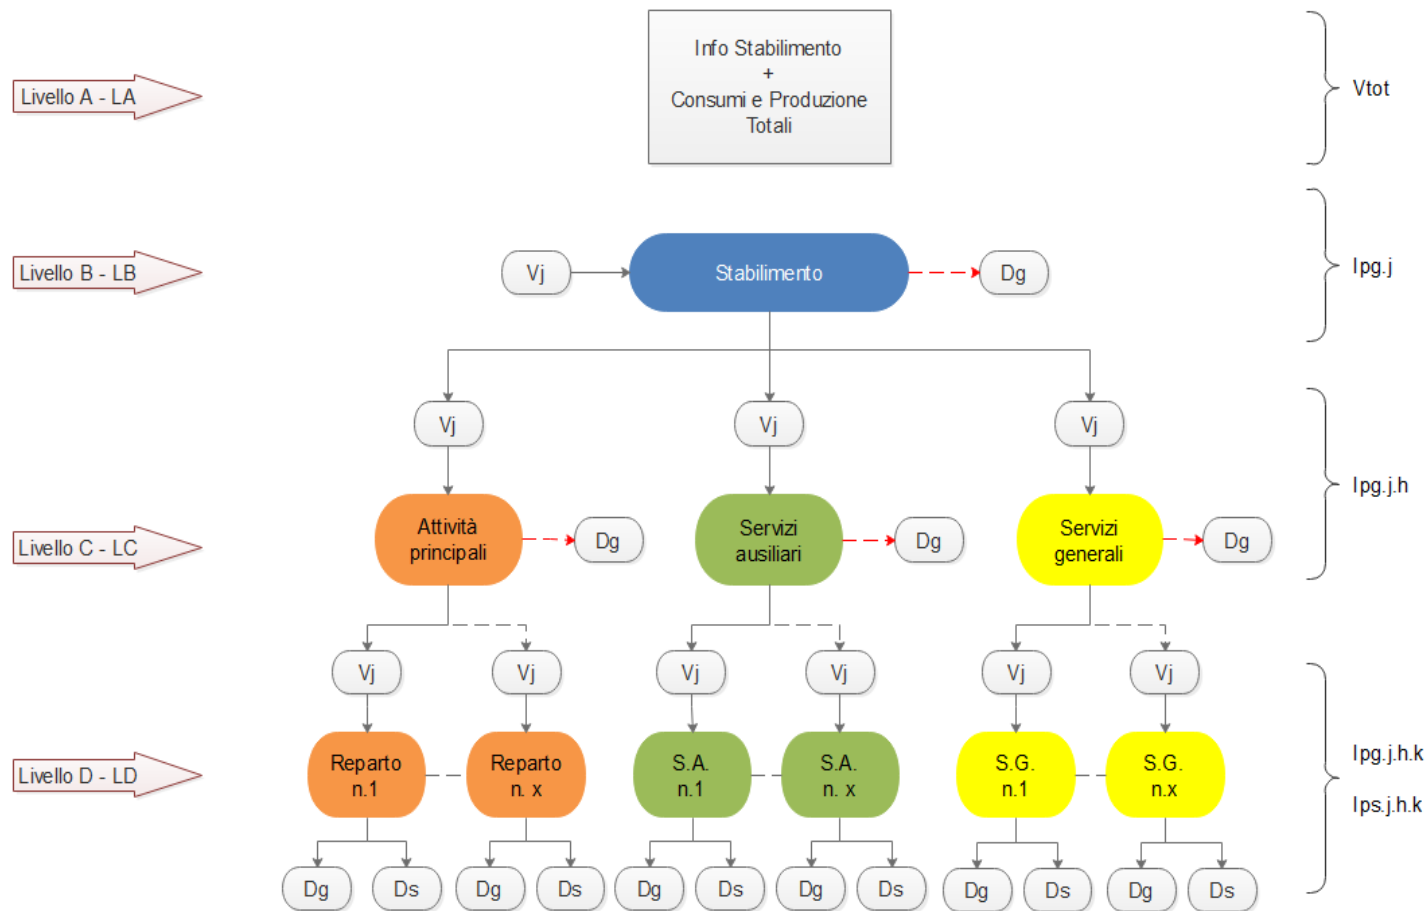 Info Stabilimento
+
Consumi e Produzione
Totali
Livello A - LA
Vtot
Livello B - LB
Vj
Stabilimento
Dg
Ipg.j
Vj
Vj
Vj
Ipg.j.h
Livello C - LC
Attività
principali
Dg
Servizi
ausiliari
Dg
Servizi
generali
Dg
Vj
Vj
Vj
Vj
Vj
Vj
Livello D - LD
Reparto
n.1
Reparto
n. x
S.A.
n.1
S.A.
n. x
S.G.
n.1
S.G.
n.x
Ipg.j.h.k
Ips.j.h.k
Dg
Ds
Dg
Ds
Dg
Ds
Dg
Ds
Dg
Ds
Dg
Ds